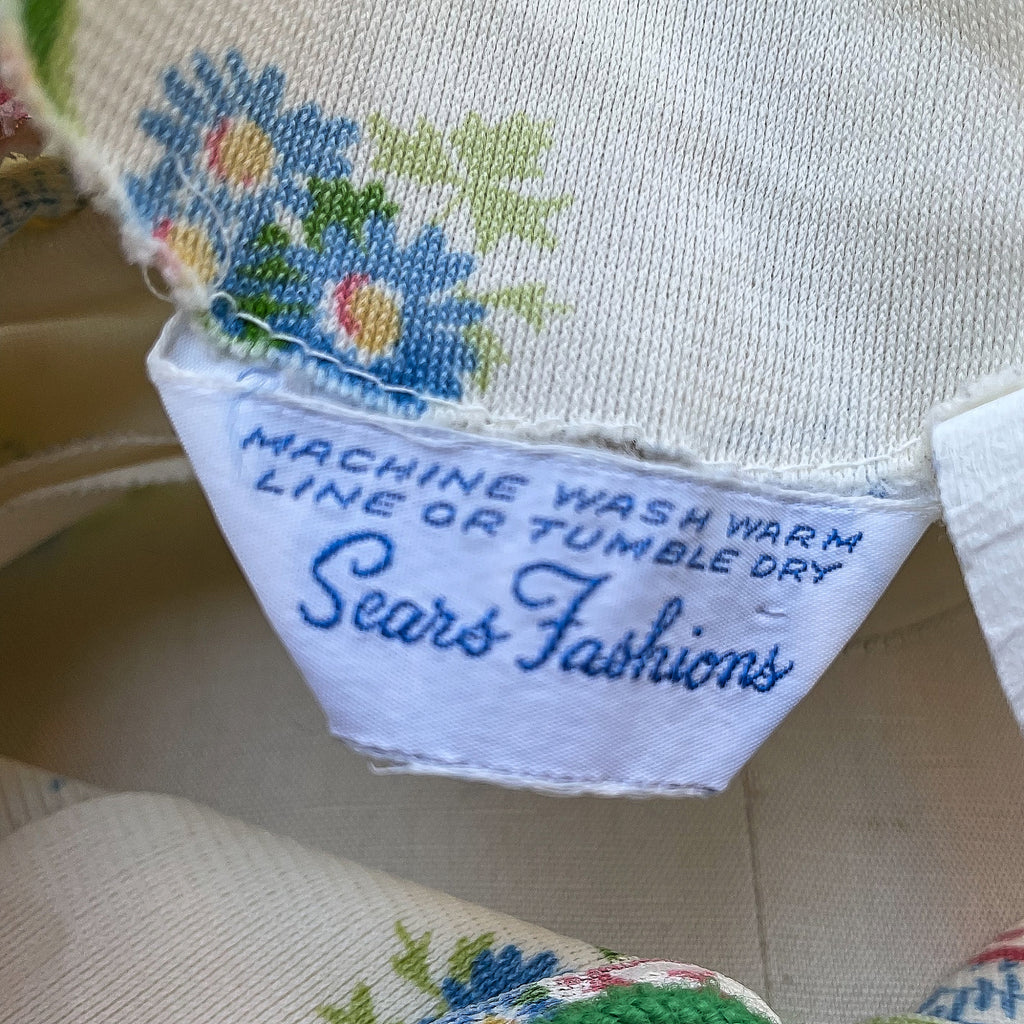 MACHINE WASH WARM
LINE OR TUMBLE DRY
Sears Fashions